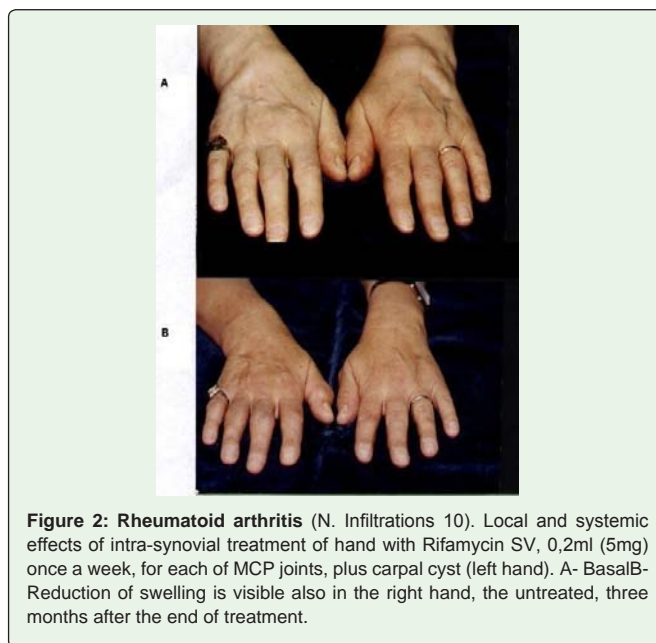 A
B
Figure 2: Rheumatoid arthritis (N. Infiltrations 10). Local and systemic
effects of intra-synovial treatment of hand with Rifamycin SV, 0,2ml (5mg)
once a week, for each of MCP joints, plus carpal cyst (left hand). A- BasalB-
Reduction of swelling is visible also in the right hand, the untreated, three
months after the end of treatment.